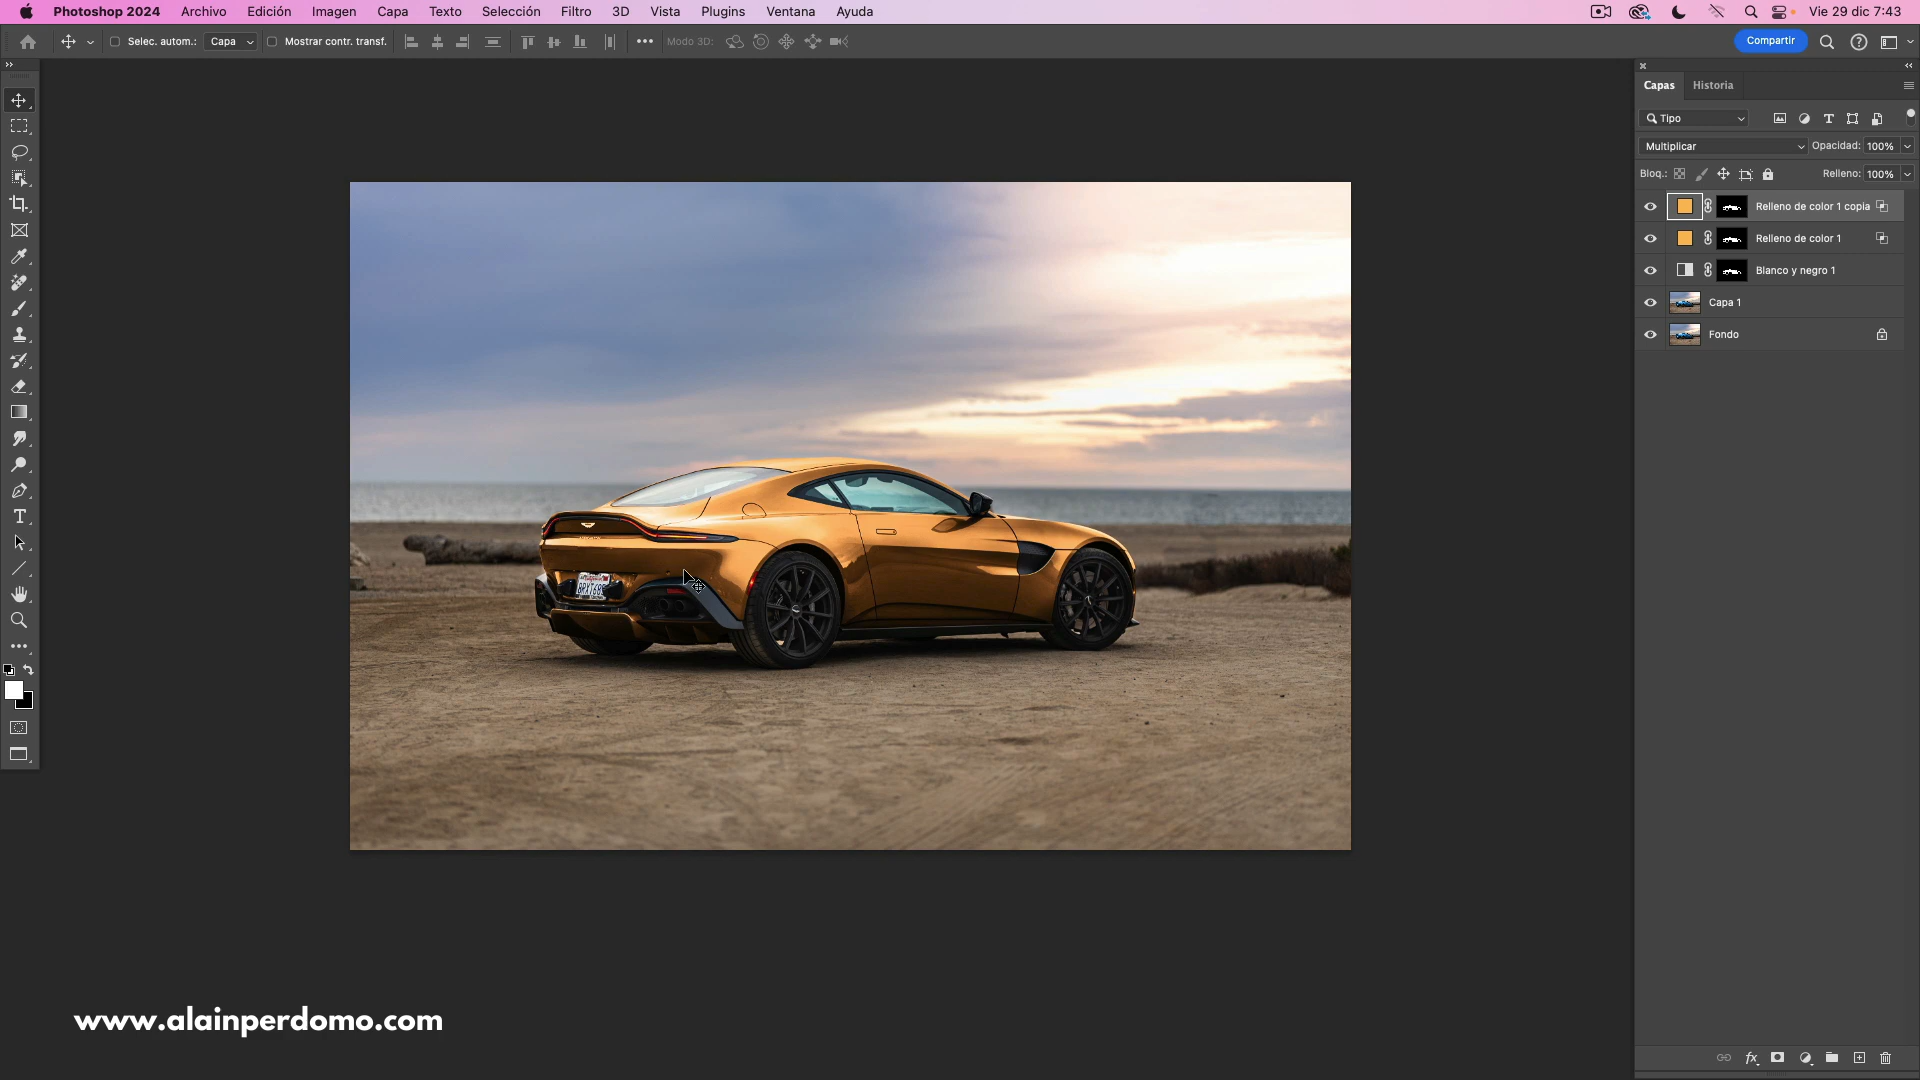 Photoshop 2024 Archivo Edición Imagen Capa Texto Selección Filtro 3D Vista Plugins Ventana Ayuda Vie 29 dic 7:43
Selec. autom.: Capa Mostrar contr. transf. Modo 3D: Compartir
Capas Historia
Tipo
Multiplicar Opacidad: 100%
Bloq.: Relleno: 100%
Relleno de color 1 copia
Relleno de color 1
Blanco y negro 1
Capa 1
Fondo
www.alainperdomo.com